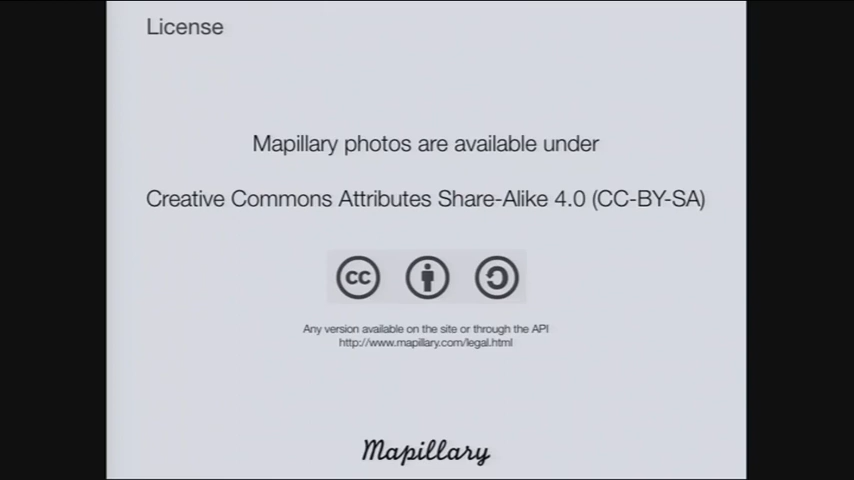 License
Mapillary photos are available under
Creative Commons Attributes Share-Alike 4.0 (CC-BY-SA)
cc
Any version available on the site or through the API
http://www.mapillary.com/legal.html
Mapillary